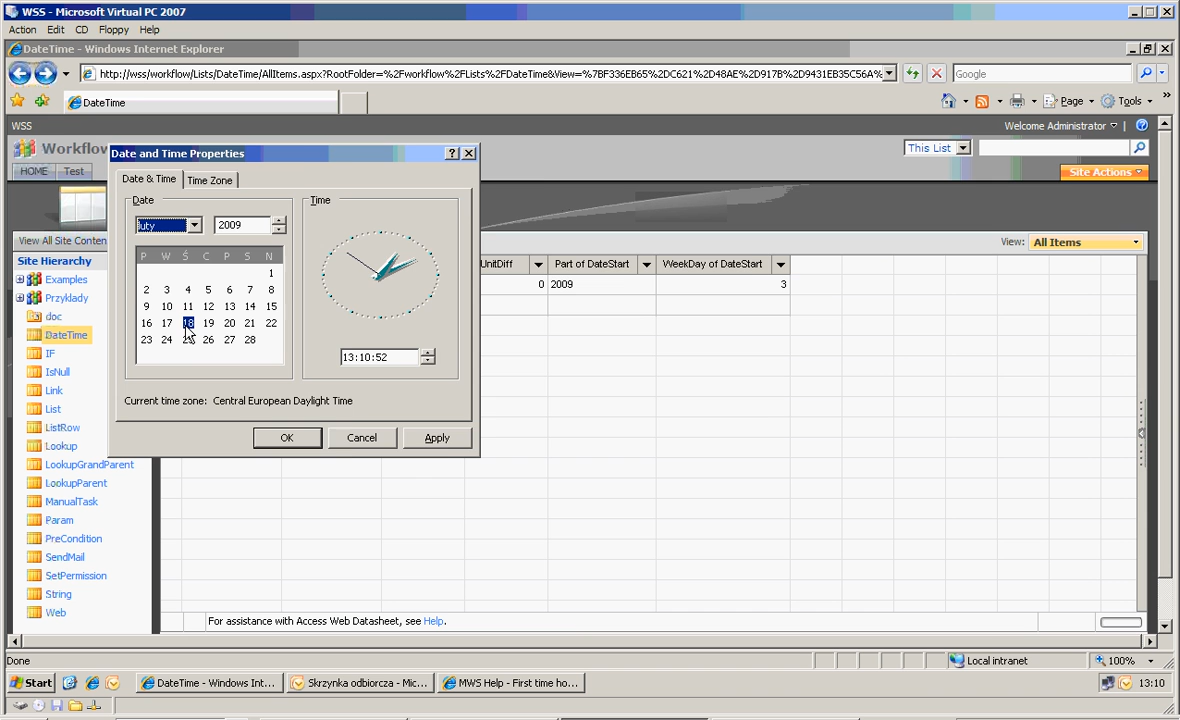 WSS - Microsoft Virtual PC 2007
Action Edit CD Floppy Help
DateTime - Windows Internet Explorer
http://wss/workflow/Lists/DateTime/AllItems.aspx?RootFolder=%2Fworkflow%2FLists%2FDateTime&View=%7BF336EB65%2DC621%2D48AE%2D917B%2D9431EB35C56A%
Google
DateTime
Page Tools
WSS
Welcome Administrator
Workflow
This List
HOME Test
Site Actions
View All Site Conten
View: All Items
Site Hierarchy
Examples
Przyklady
doc
DateTime
IF
IsNull
Link
List
ListRow
Lookup
LookupGrandParent
LookupParent
ManualTask
Param
PreCondition
SendMail
SetPermission
String
Web
UnitDiff Part of DateStart WeekDay of DateStart
0 2009 3
Date and Time Properties
Date & Time Time Zone
Date
luty 2009
P W Ś C P S N
1
2 3 4 5 6 7 8
9 10 11 12 13 14 15
16 17 18 19 20 21 22
23 24 25 26 27 28
Time
13:10:52
Current time zone: Central European Daylight Time
OK Cancel Apply
For assistance with Access Web Datasheet, see Help.
Done
Local intranet
100%
Start
DateTime - Windows Int...
Skrzynka odbiorcza - Mic...
MWS Help - First time ho...
13:10